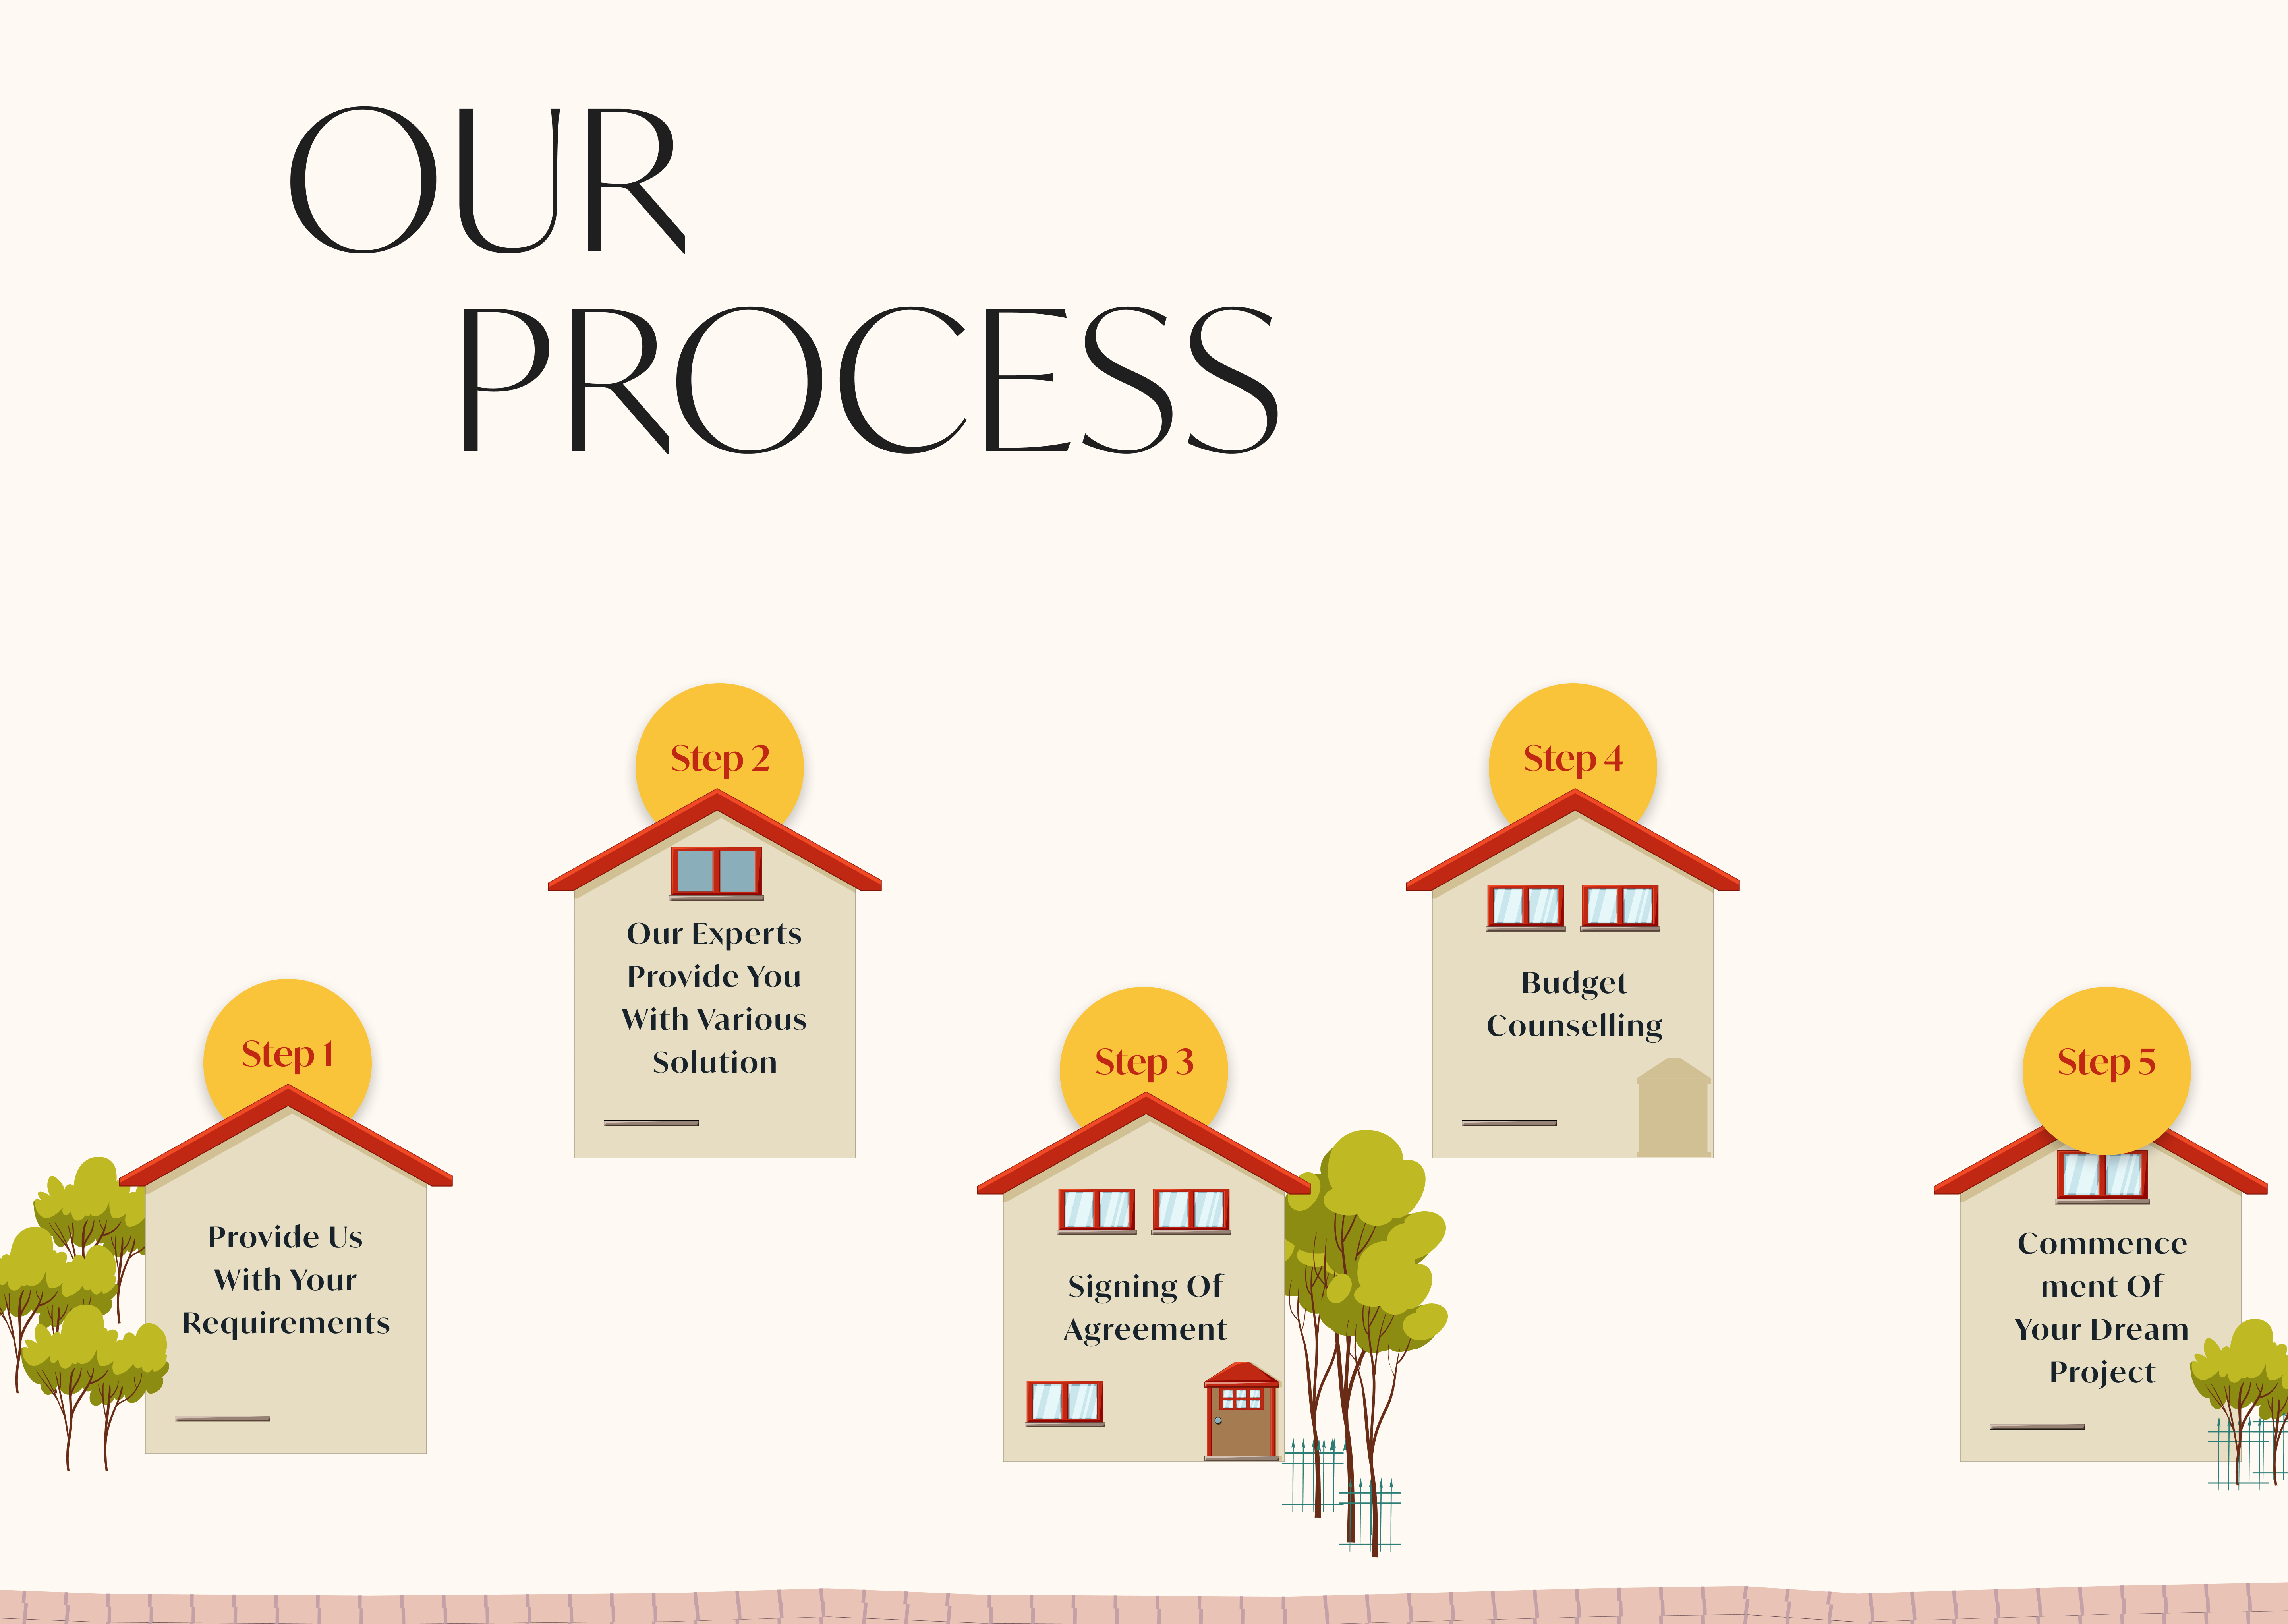 OUR
PROCESS
Step 1
Provide Us
With Your
Requirements
Step 2
Our Experts
Provide You
With Various
Solution
Step 3
Signing Of
Agreement
Step 4
Budget
Counselling
Step 5
Commence
ment Of
Your Dream
Project